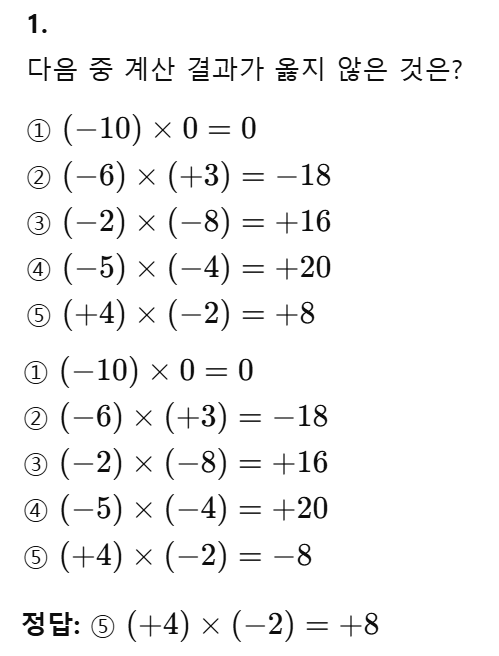 1.
다음 중 계산 결과가 옳지 않은 것은?
① (−10) × 0 = 0
② (−6) × (+3) = −18
③ (−2) × (−8) = +16
④ (−5) × (−4) = +20
⑤ (+4) × (−2) = +8
① (−10) × 0 = 0
② (−6) × (+3) = −18
③ (−2) × (−8) = +16
④ (−5) × (−4) = +20
⑤ (+4) × (−2) = −8
정답: ⑤ (+4) × (−2) = +8